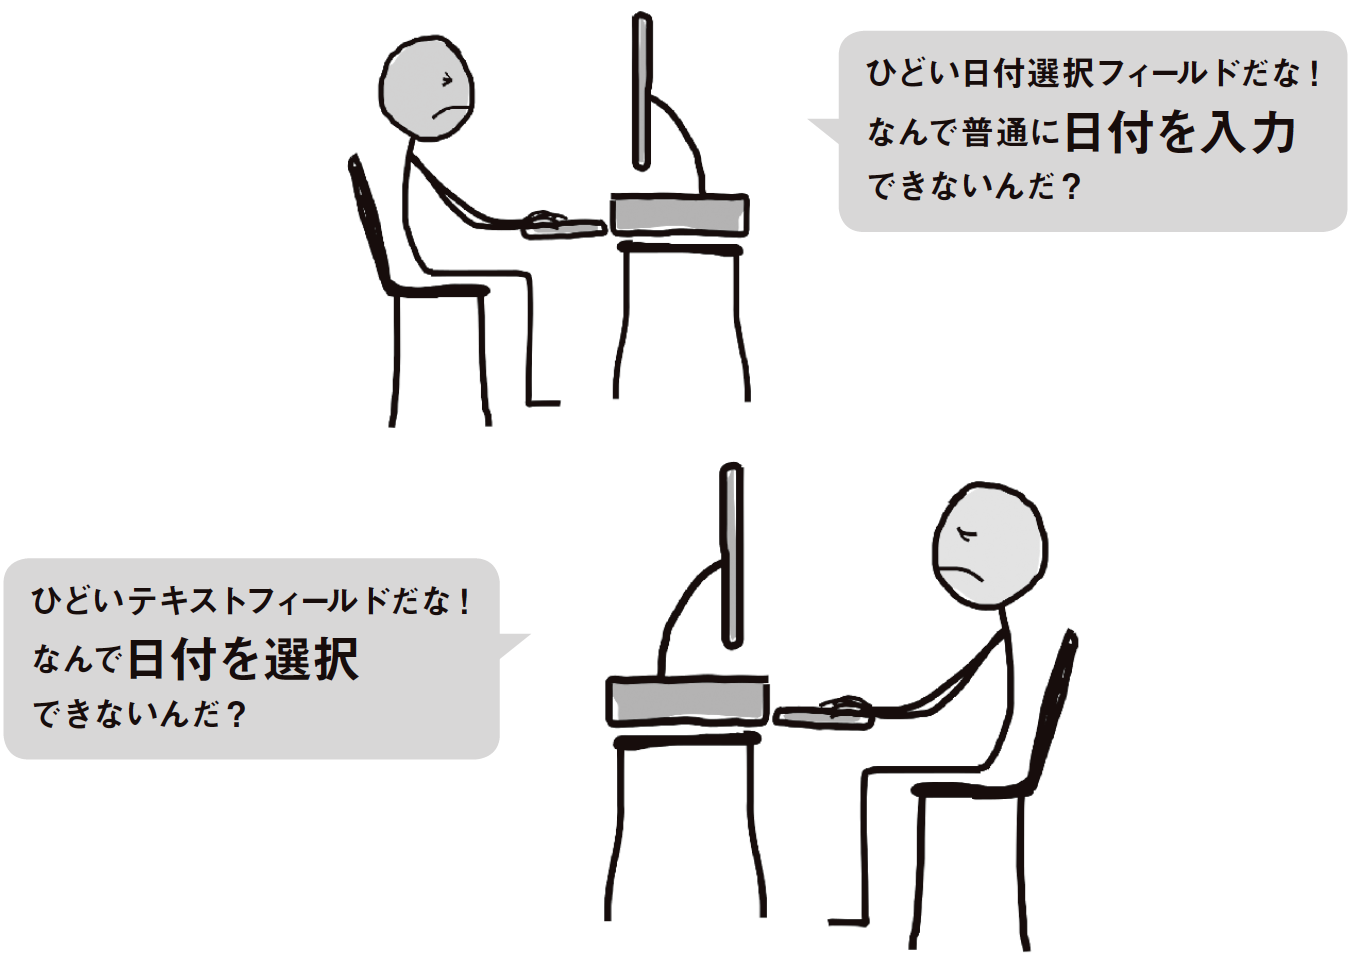 ひどい日付選択フィールドだな！
なんで普通に日付を入力
できないんだ？
ひどいテキストフィールドだな！
なんで日付を選択
できないんだ？